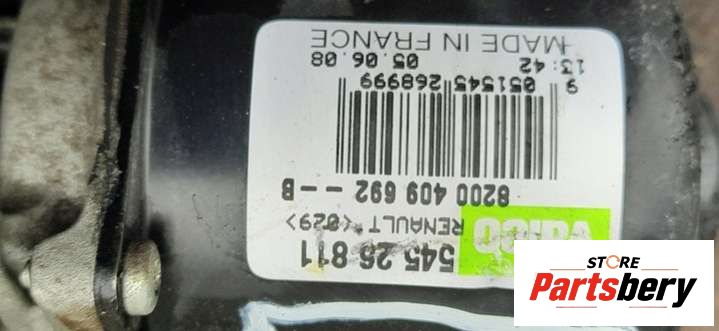 Valeo
545 26 811
RENAULT <029>
8200 409 692 --B
9 051545 268999
13:42 05.06.08
MADE IN FRANCE
STORE
Partsbery